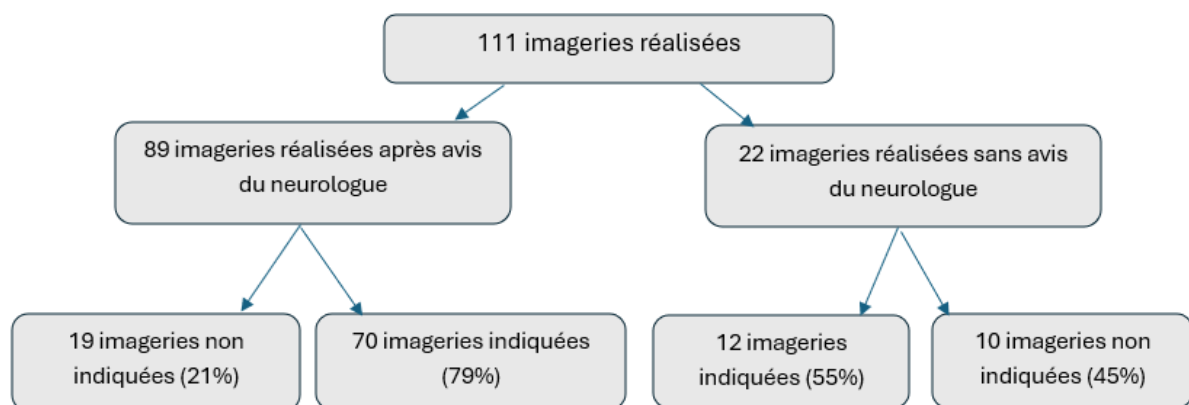 111 imageries réalisées
89 imageries réalisées après avis
du neurologue
22 imageries réalisées sans avis
du neurologue
19 imageries non
indiquées (21%)
70 imageries indiquées
(79%)
12 imageries
indiquées (55%)
10 imageries non
indiquées (45%)